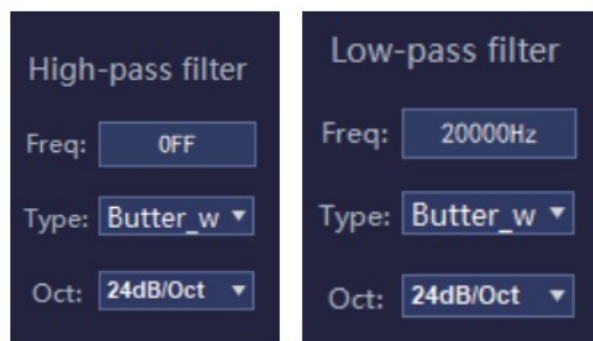 High-pass filter
Freq: OFF
Type: Butter_w
Oct: 24dB/Oct
Low-pass filter
Freq: 20000Hz
Type: Butter_w
Oct: 24dB/Oct